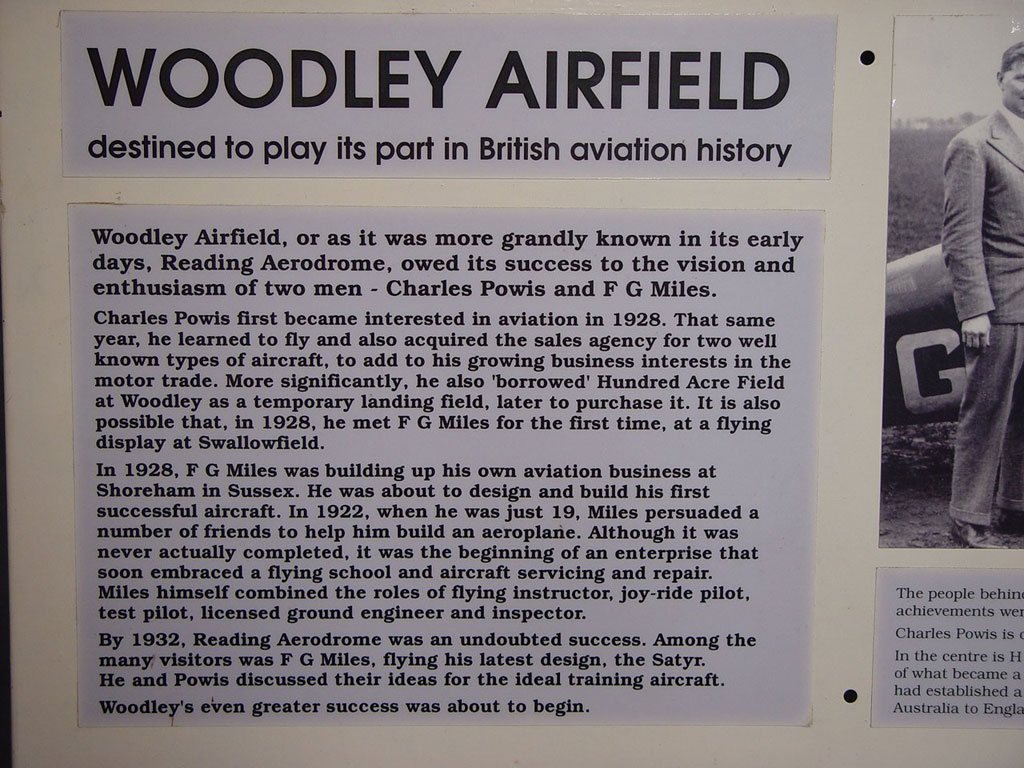 WOODLEY AIRFIELD
destined to play its part in British aviation history
Woodley Airfield, or as it was more grandly known in its early
days, Reading Aerodrome, owed its success to the vision and
enthusiasm of two men - Charles Powis and F G Miles.
Charles Powis first became interested in aviation in 1928. That same
year, he learned to fly and also acquired the sales agency for two well
known types of aircraft, to add to his growing business interests in the
motor trade. More significantly, he also 'borrowed' Hundred Acre Field
at Woodley as a temporary landing field, later to purchase it. It is also
possible that, in 1928, he met F G Miles for the first time, at a flying
display at Swallowfield.
In 1928, F G Miles was building up his own aviation business at
Shoreham in Sussex. He was about to design and build his first
successful aircraft. In 1922, when he was just 19, Miles persuaded a
number of friends to help him build an aeroplane. Although it was
never actually completed, it was the beginning of an enterprise that
soon embraced a flying school and aircraft servicing and repair.
Miles himself combined the roles of flying instructor, joy-ride pilot,
test pilot, licensed ground engineer and inspector.
By 1932, Reading Aerodrome was an undoubted success. Among the
many visitors was F G Miles, flying his latest design, the Satyr.
He and Powis discussed their ideas for the ideal training aircraft.
Woodley's even greater success was about to begin.
G
The people
achievements
Charles Powis is
In the centre is H
of what became a
had established a
Australia to